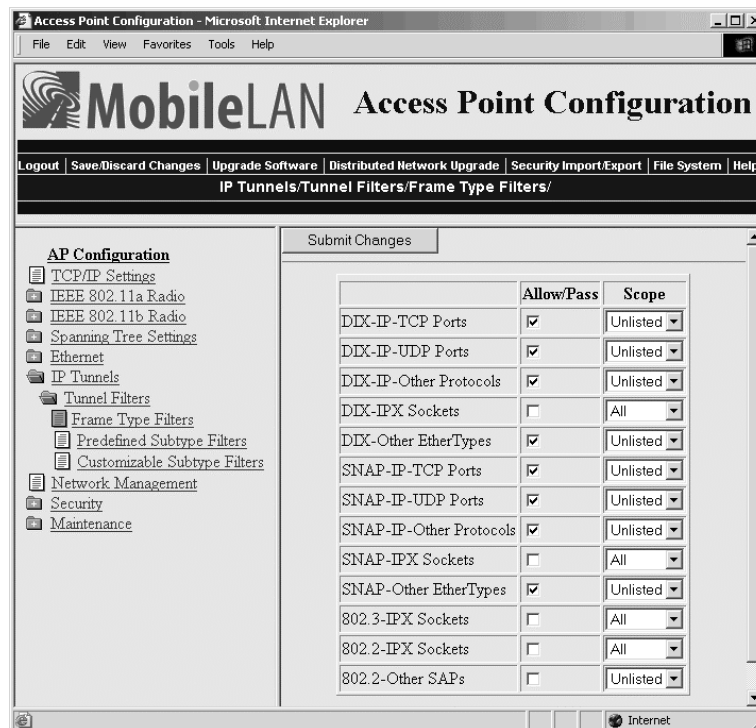 Access Point Configuration - Microsoft Internet Explorer
File Edit View Favorites Tools Help
MobileLAN Access Point Configuration
Logout | Save/Discard Changes | Upgrade Software | Distributed Network Upgrade | Security Import/Export | File System | Help
IP Tunnels/Tunnel Filters/Frame Type Filters/
AP Configuration
TCP/IP Settings
IEEE 802.11a Radio
IEEE 802.11b Radio
Spanning Tree Settings
Ethernet
IP Tunnels
Tunnel Filters
Frame Type Filters
Predefined Subtype Filters
Customizable Subtype Filters
Network Management
Security
Maintenance
Submit Changes
Allow/Pass Scope
DIX-IP-TCP Ports Unlisted
DIX-IP-UDP Ports Unlisted
DIX-IP-Other Protocols Unlisted
DIX-IPX Sockets All
DIX-Other EtherTypes Unlisted
SNAP-IP-TCP Ports Unlisted
SNAP-IP-UDP Ports Unlisted
SNAP-IP-Other Protocols Unlisted
SNAP-IPX Sockets All
SNAP-Other EtherTypes Unlisted
802.3-IPX Sockets All
802.2-IPX Sockets All
802.2-Other SAPs Unlisted
Internet